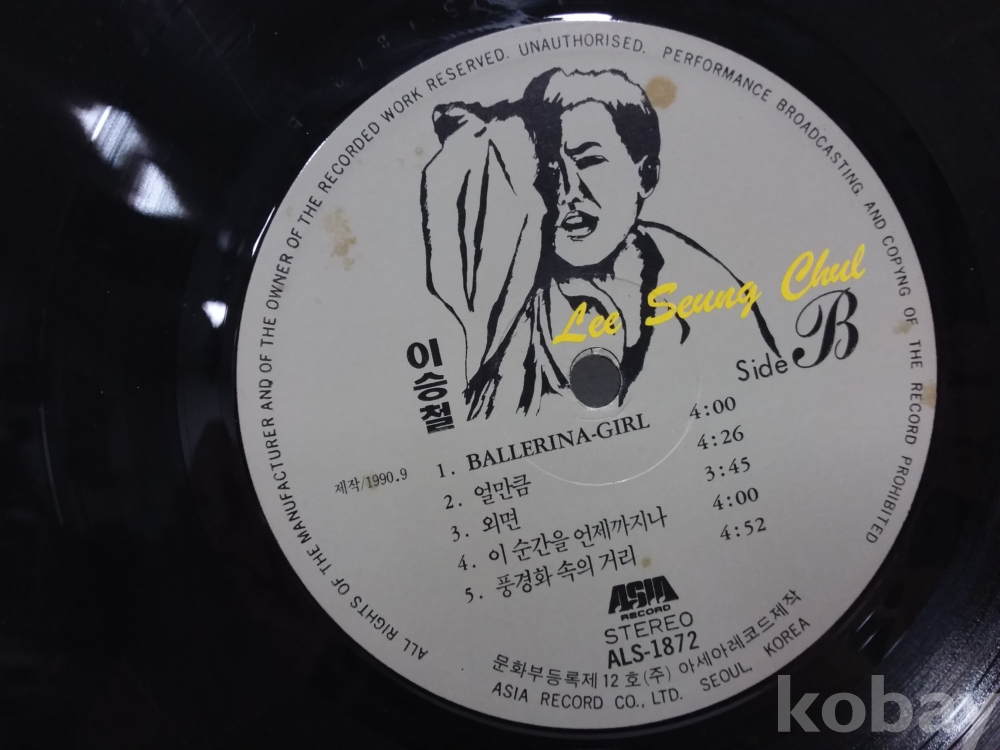 ALL RIGHTS OF THE MANUFACTURER AND OF THE OWNER OF THE RECORDED WORK RESERVED. UNAUTHORISED. PERFORMANCE BROADCASTING AND COPYNG OF THE RECORD PROHIBITED
Lee Seung Chul
이승철
Side B
제작/1990.9
1. BALLERINA-GIRL 4:00
2. 얼만큼 4:26
3. 외면 3:45
4. 이 순간을 언제까지나 4:00
5. 풍경화 속의 거리 4:52
ASIA
RECORD
STEREO
ALS-1872
문화부등록제12호(주) 아세아레코드제작
ASIA RECORD CO., LTD. SEOUL, KOREA